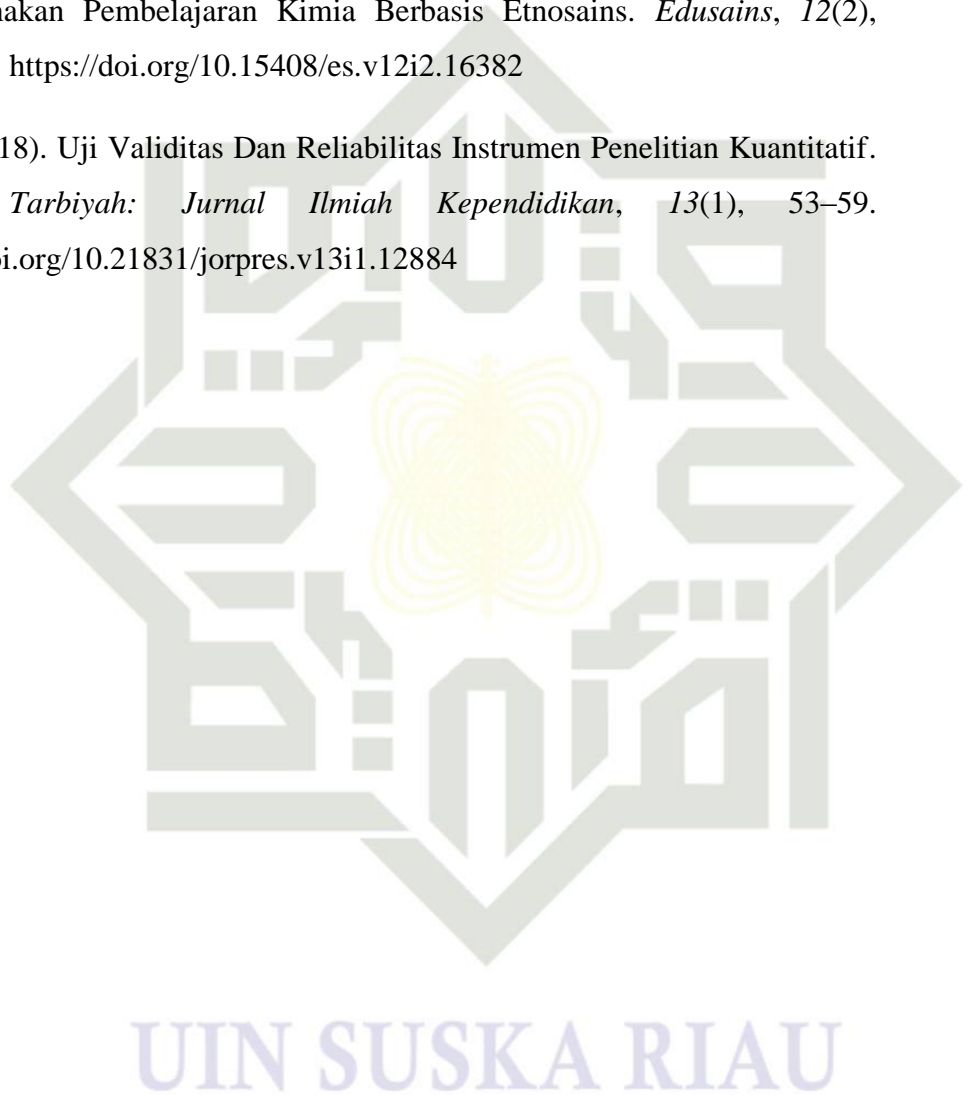 nakan Pembelajaran Kimia Berbasis Etnosains. Edusains, 12(2),
https://doi.org/10.15408/es.v12i2.16382
18). Uji Validitas Dan Reliabilitas Instrumen Penelitian Kuantitatif.
Tarbiyah: Jurnal Ilmiah Kependidikan, 13(1), 53–59.
oi.org/10.21831/jorpres.v13i1.12884
UIN SUSKA RIAU